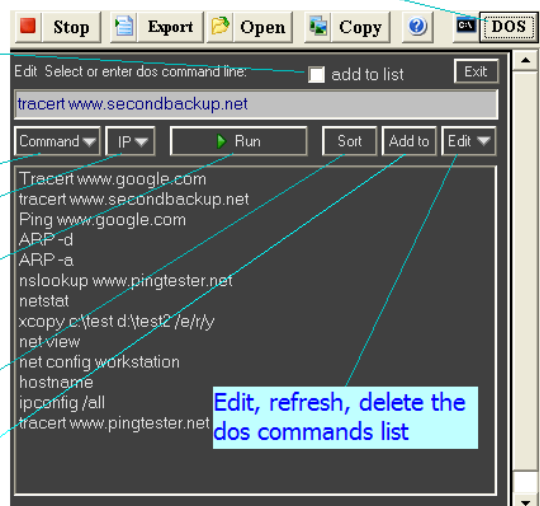 Stop Export Open Copy ? C:\ DOS
Edit Select or enter dos command line: add to list Exit
tracert www.secondbackup.net
Command IP Run Sort Add to Edit
Tracert www.google.com
tracert www.secondbackup.net
Ping www.google.com
ARP -d
ARP -a
nslookup www.pingtester.net
netstat
xcopy c:\test d:\test2 /e/r/y
net view
net config workstation
hostname
ipconfig /all
tracert www.pingtester.net
Edit, refresh, delete the
dos commands list